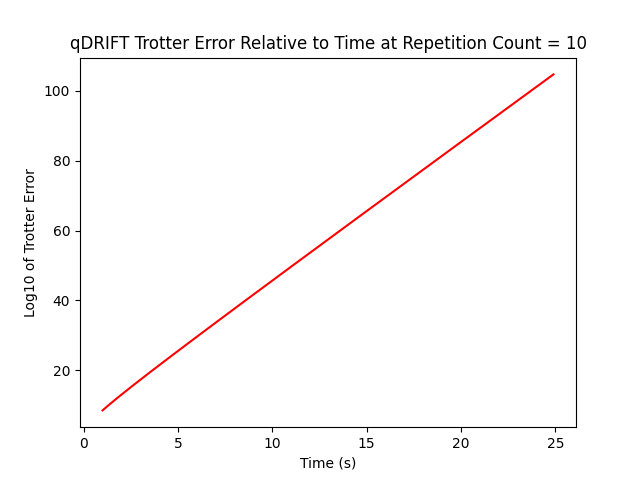 qDRIFT Trotter Error Relative to Time at Repetition Count = 10
Log10 of Trotter Error
100
80
60
40
20
0 5 10 15 20 25
Time (s)